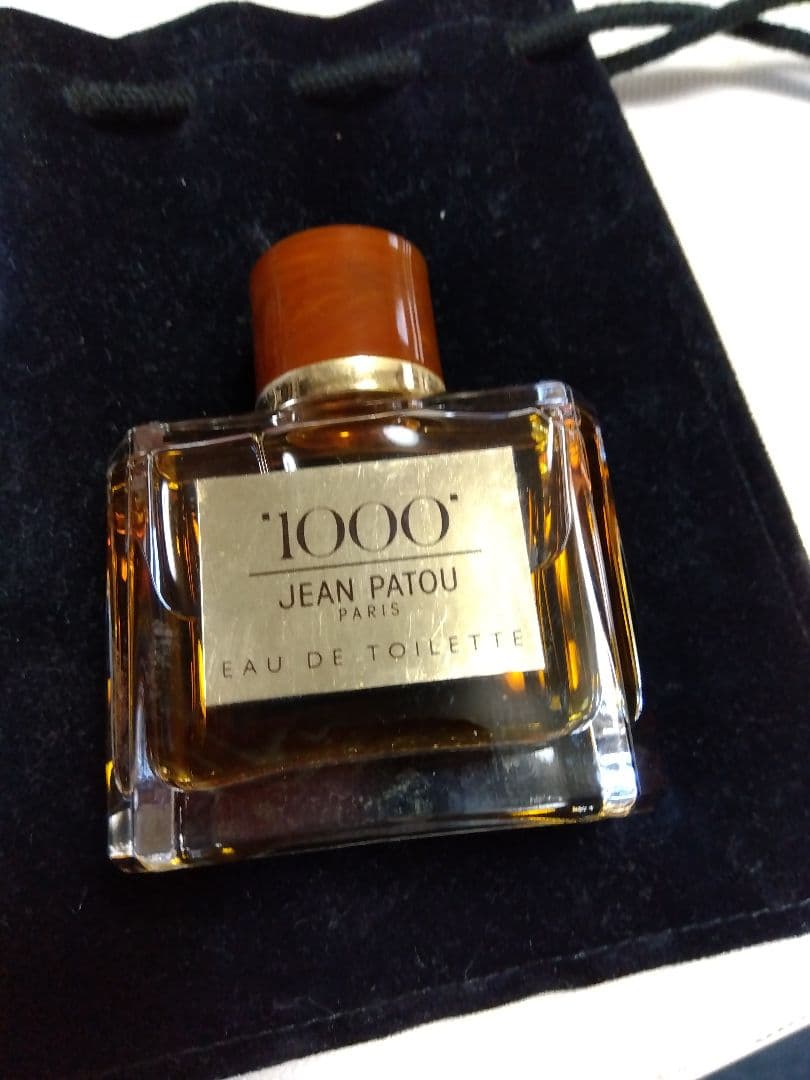 "1000"
JEAN PATOU
PARIS
EAU DE TOILETTE